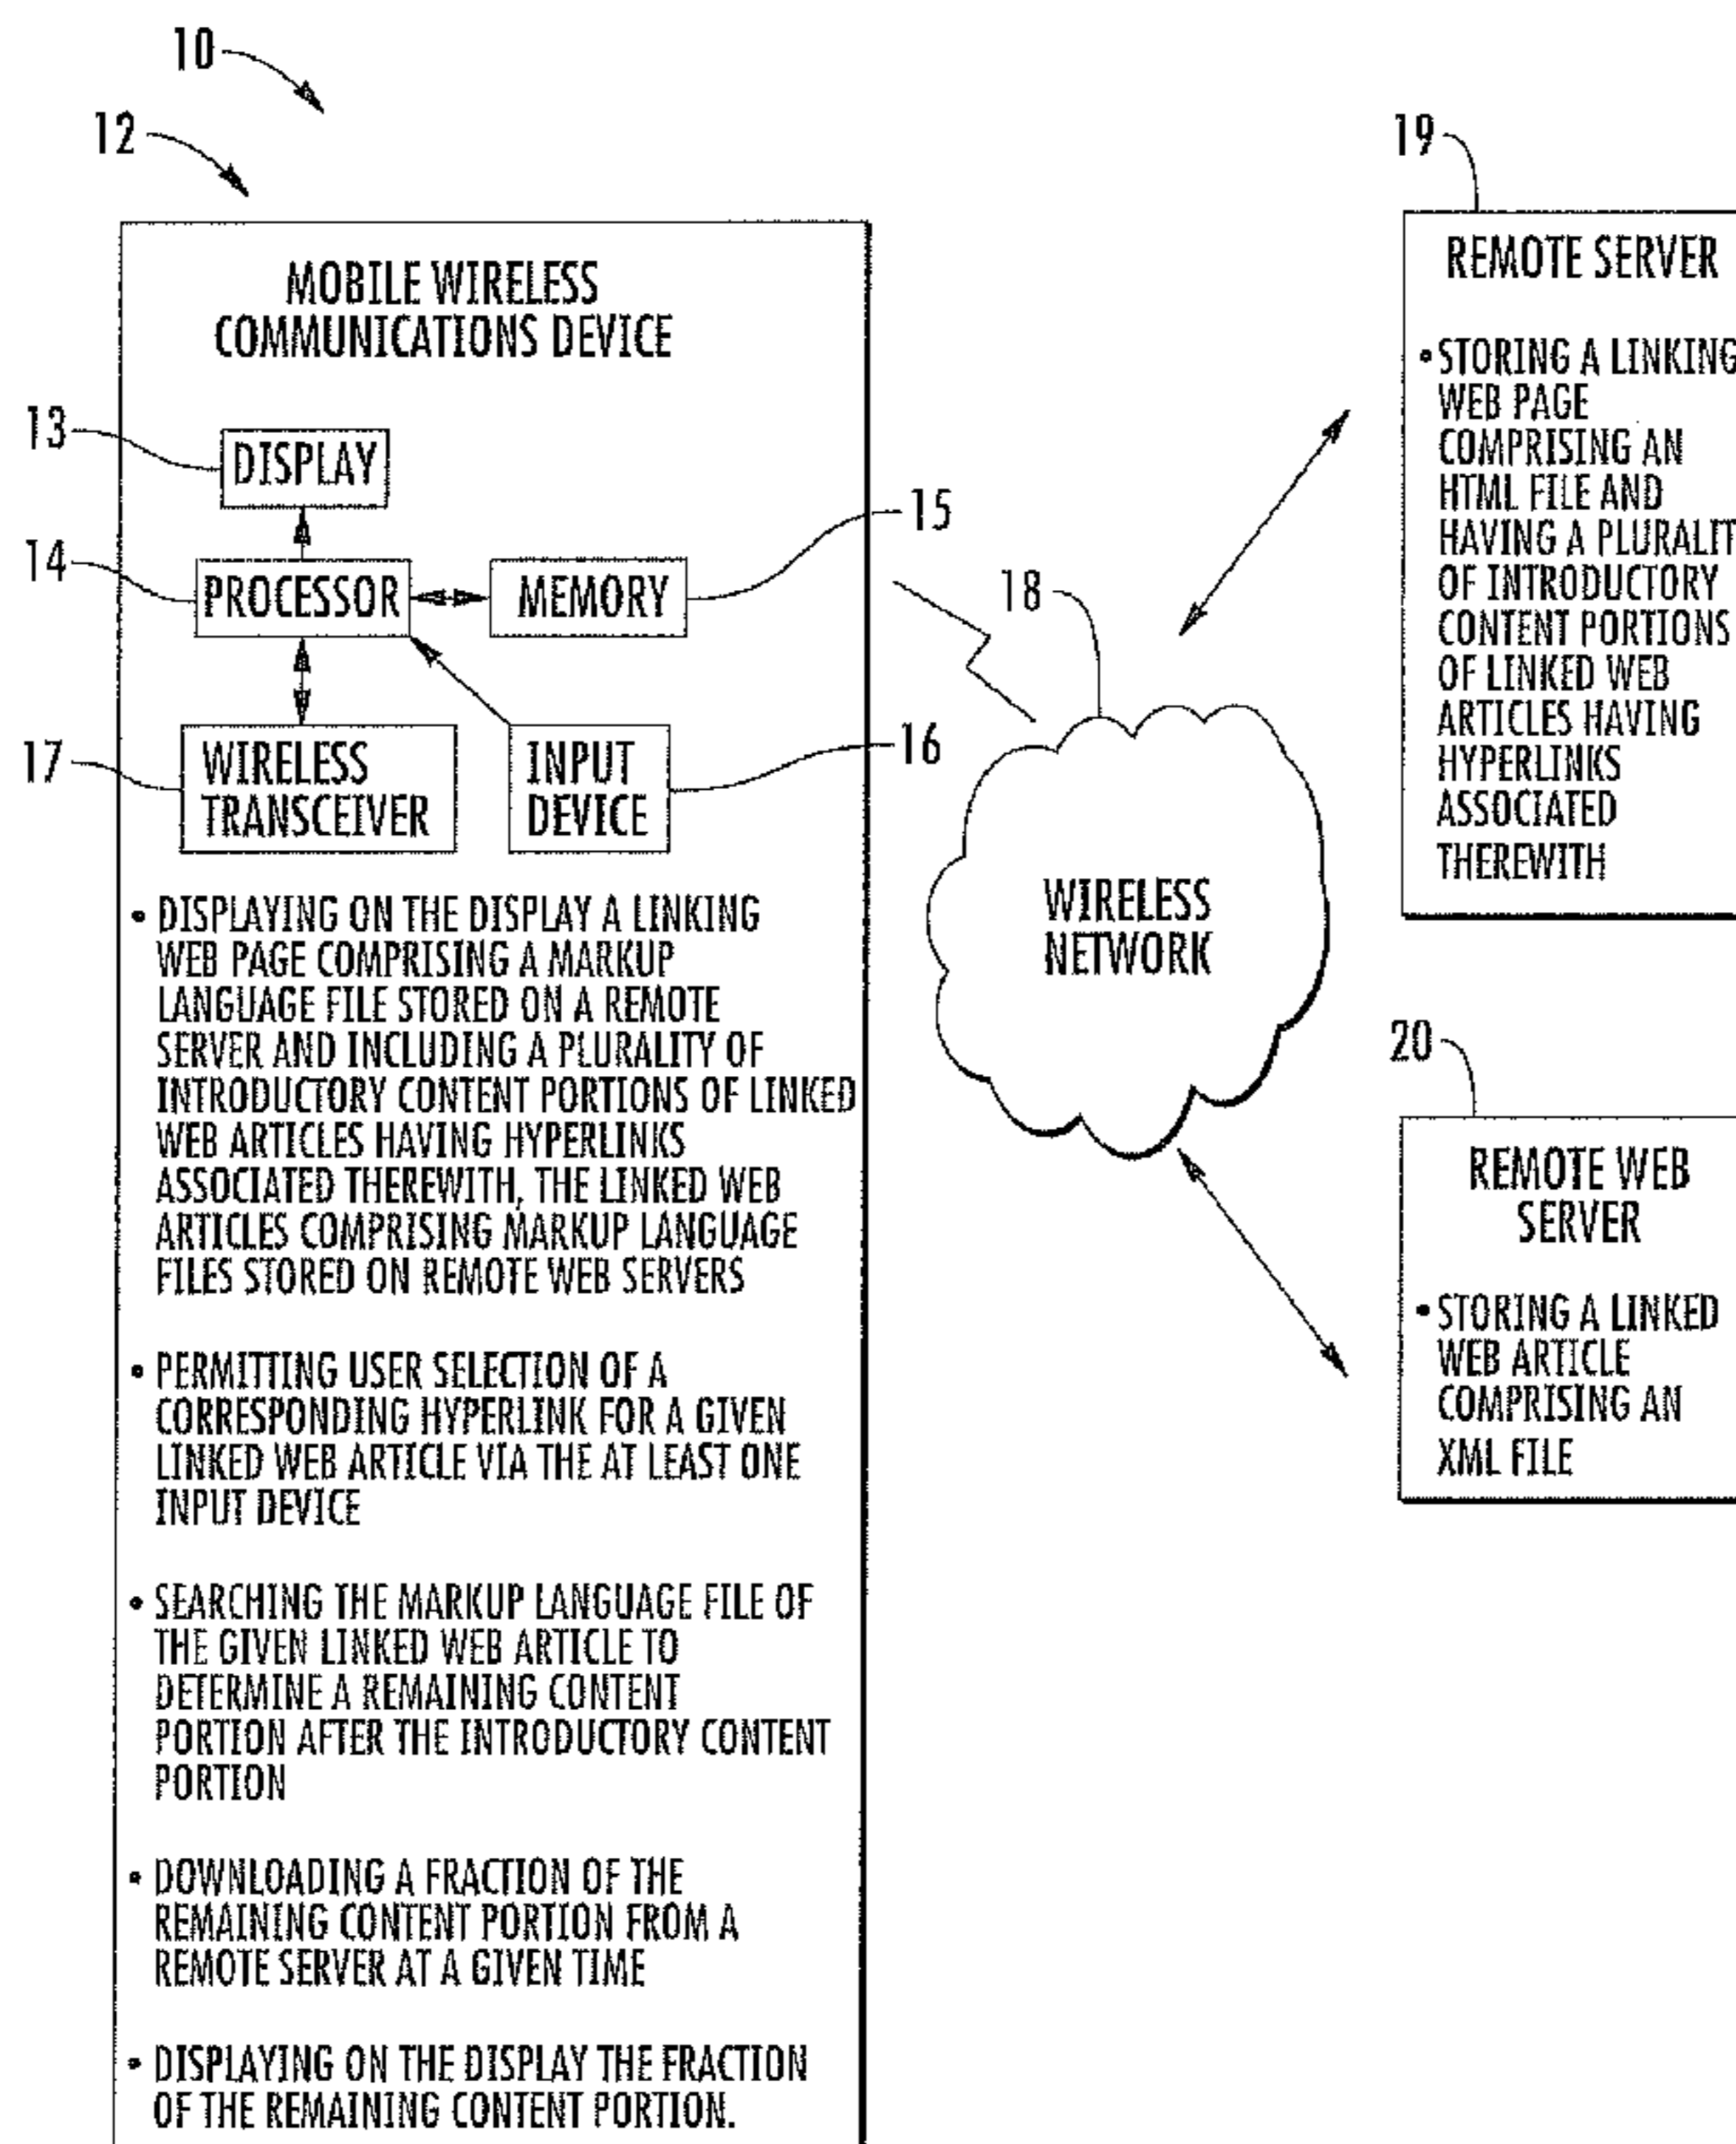 10
12
MOBILE WIRELESS
COMMUNICATIONS DEVICE
13
DISPLAY
15
14
PROCESSOR
MEMORY
17
WIRELESS
TRANSCEIVER
INPUT
DEVICE
16
• DISPLAYING ON THE DISPLAY A LINKING
WEB PAGE COMPRISING A MARKUP
LANGUAGE FILE STORED ON A REMOTE
SERVER AND INCLUDING A PLURALITY OF
INTRODUCTORY CONTENT PORTIONS OF LINKED
WEB ARTICLES HAVING HYPERLINKS
ASSOCIATED THEREWITH, THE LINKED WEB
ARTICLES COMPRISING MARKUP LANGUAGE
FILES STORED ON REMOTE WEB SERVERS
• PERMITTING USER SELECTION OF A
CORRESPONDING HYPERLINK FOR A GIVEN
LINKED WEB ARTICLE VIA THE AT LEAST ONE
INPUT DEVICE
• SEARCHING THE MARKUP LANGUAGE FILE OF
THE GIVEN LINKED WEB ARTICLE TO
DETERMINE A REMAINING CONTENT
PORTION AFTER THE INTRODUCTORY CONTENT
PORTION
• DOWNLOADING A FRACTION OF THE
REMAINING CONTENT PORTION FROM A
REMOTE SERVER AT A GIVEN TIME
• DISPLAYING ON THE DISPLAY THE FRACTION
OF THE REMAINING CONTENT PORTION.
18
WIRELESS
NETWORK
19
REMOTE SERVER
• STORING A LINKING
WEB PAGE
COMPRISING AN
HTML FILE AND
HAVING A PLURALIT
OF INTRODUCTORY
CONTENT PORTIONS
OF LINKED WEB
ARTICLES HAVING
HYPERLINKS
ASSOCIATED
THEREWITH
20
REMOTE WEB
SERVER
• STORING A LINKED
WEB ARTICLE
COMPRISING AN
XML FILE